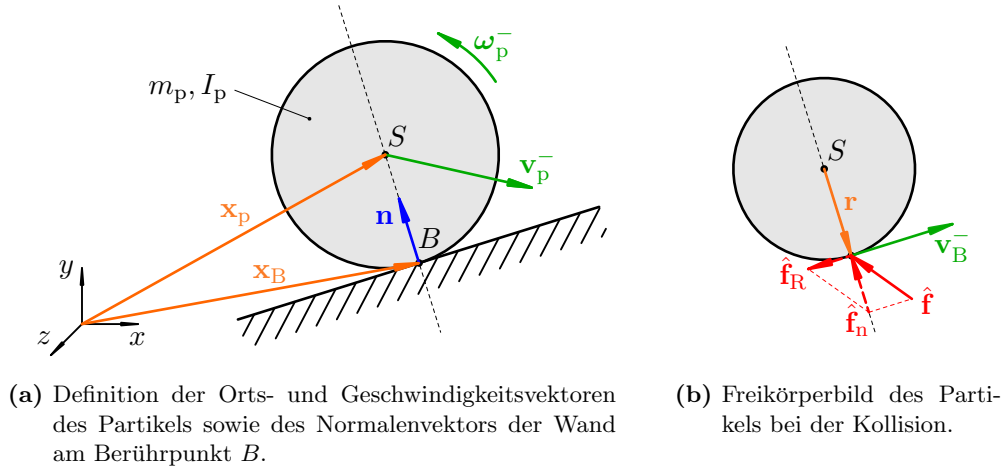 ω_p^-
m_p, I_p
S
v_p^-
x_p
n
B
x_B
y
z
x
S
r
v_B^-
f̂_R
f̂_n
f̂
(a) Definition der Orts- und Geschwindigkeitsvektoren
des Partikels sowie des Normalenvektors der Wand
am Berührpunkt B.
(b) Freikörperbild des Parti-
kels bei der Kollision.